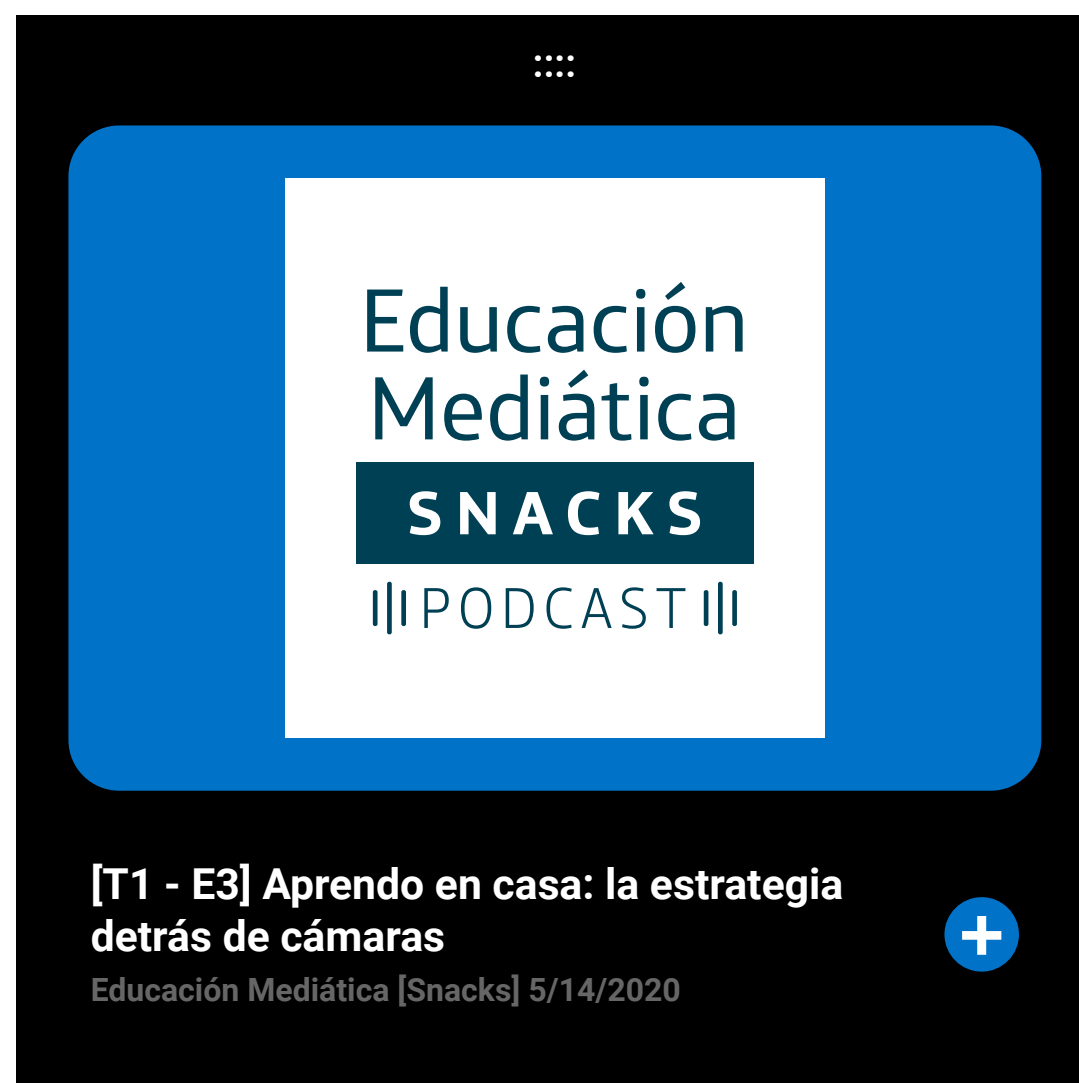 Educación
Mediática
SNACKS
PODCAST
[T1 - E3] Aprendo en casa: la estrategia
detrás de cámaras
Educación Mediática [Snacks] 5/14/2020